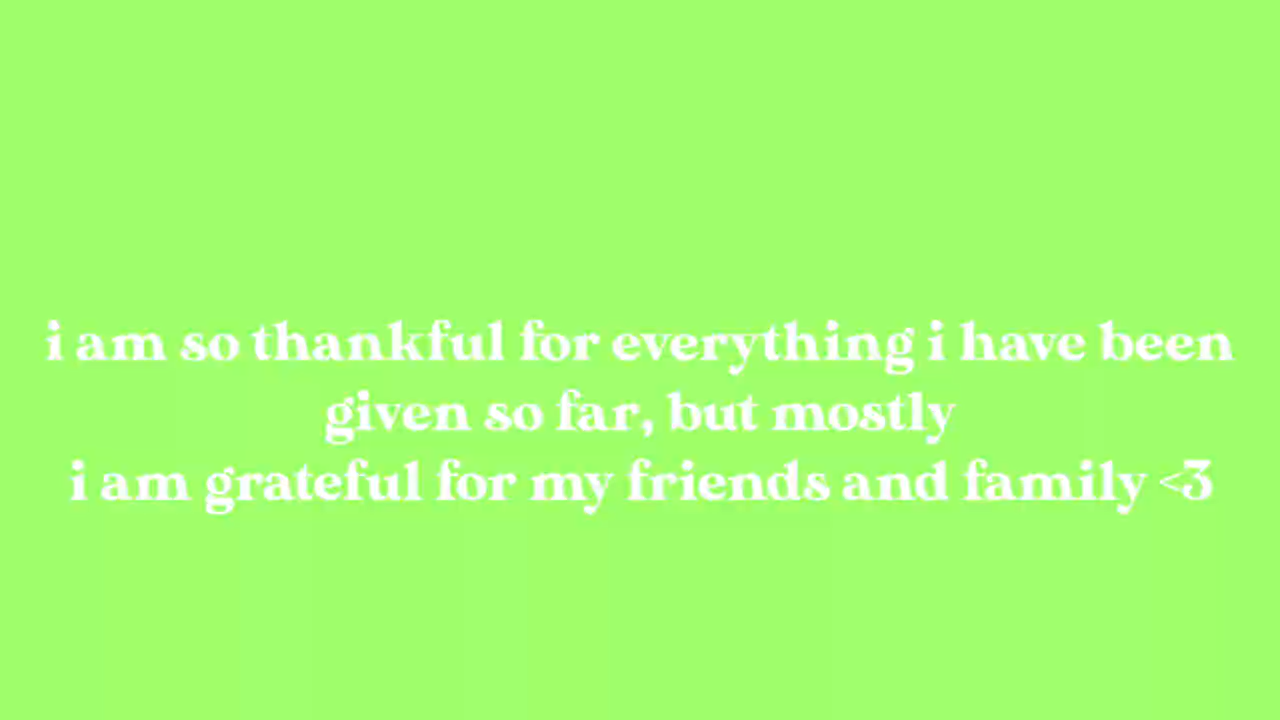 i am so thankful for everything i have been
given so far, but mostly
i am grateful for my friends and family <3